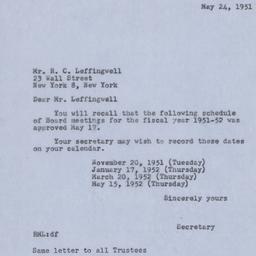 May 24, 1951
Mr. R. C. Leffingwell
23 Wall Street
New York 8, New York
Dear Mr. Leffingwell:
You will recall that the following schedule
of Board meetings for the fiscal year 1951-52 was
approved May 17.
Your secretary may wish to record these dates
on your calendar.
November 20, 1951 (Tuesday)
January 17, 1952 (Thursday)
March 20, 1952 (Thursday)
May 15, 1952 (Thursday)
Sincerely yours
Secretary
RML:df
Same letter to all Trustees